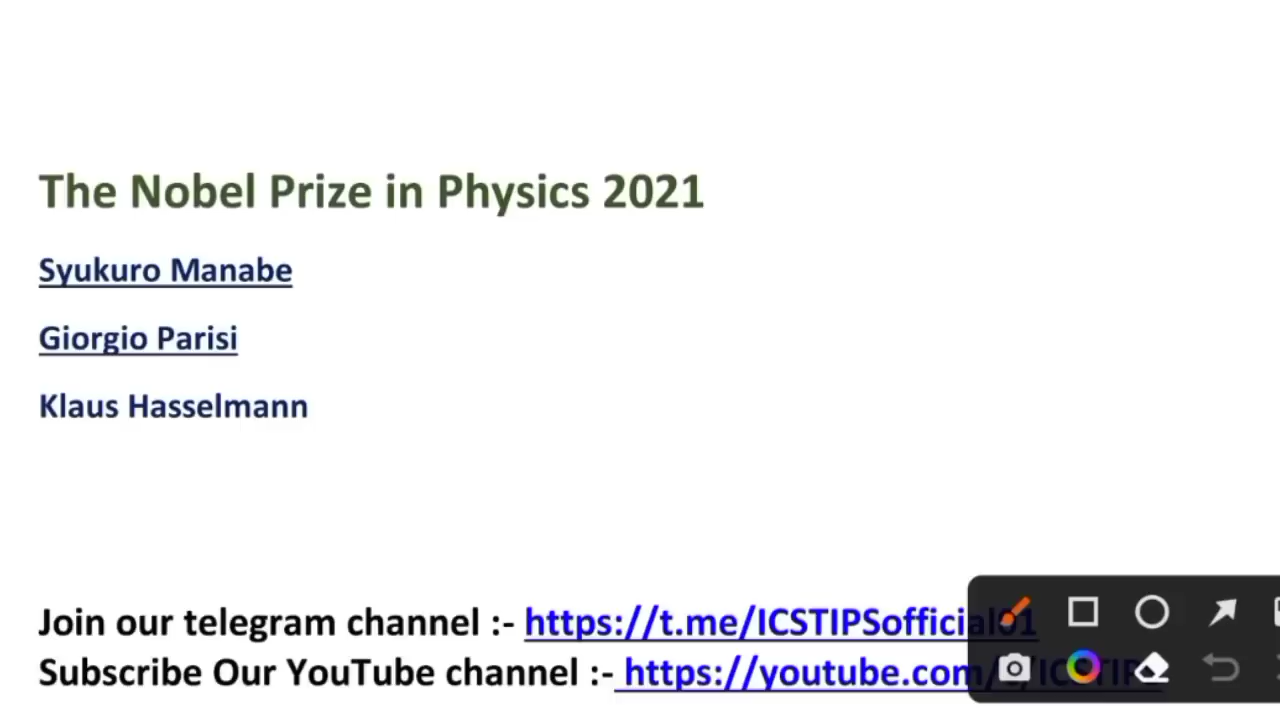 The Nobel Prize in Physics 2021
Syukuro Manabe
Giorgio Parisi
Klaus Hasselmann
Join our telegram channel :- https://t.me/ICSTIPSofficial01
Subscribe Our YouTube channel :- https://youtube.com/